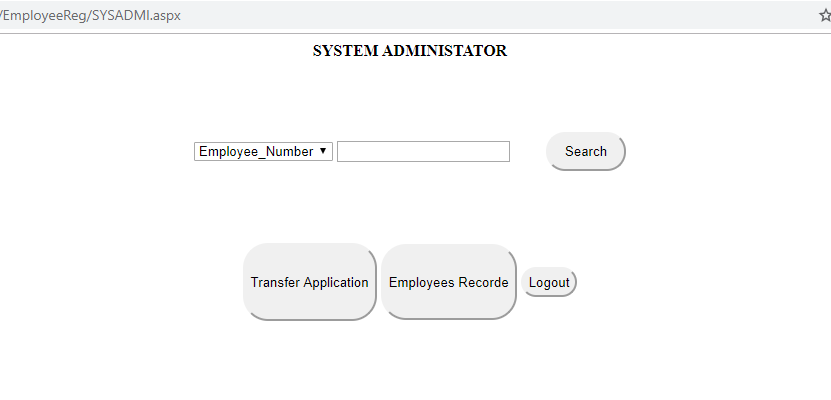 /EmployeeReg/SYSADMI.aspx
SYSTEM ADMINISTATOR
Employee_Number Search
Transfer Application Employees Recorde Logout